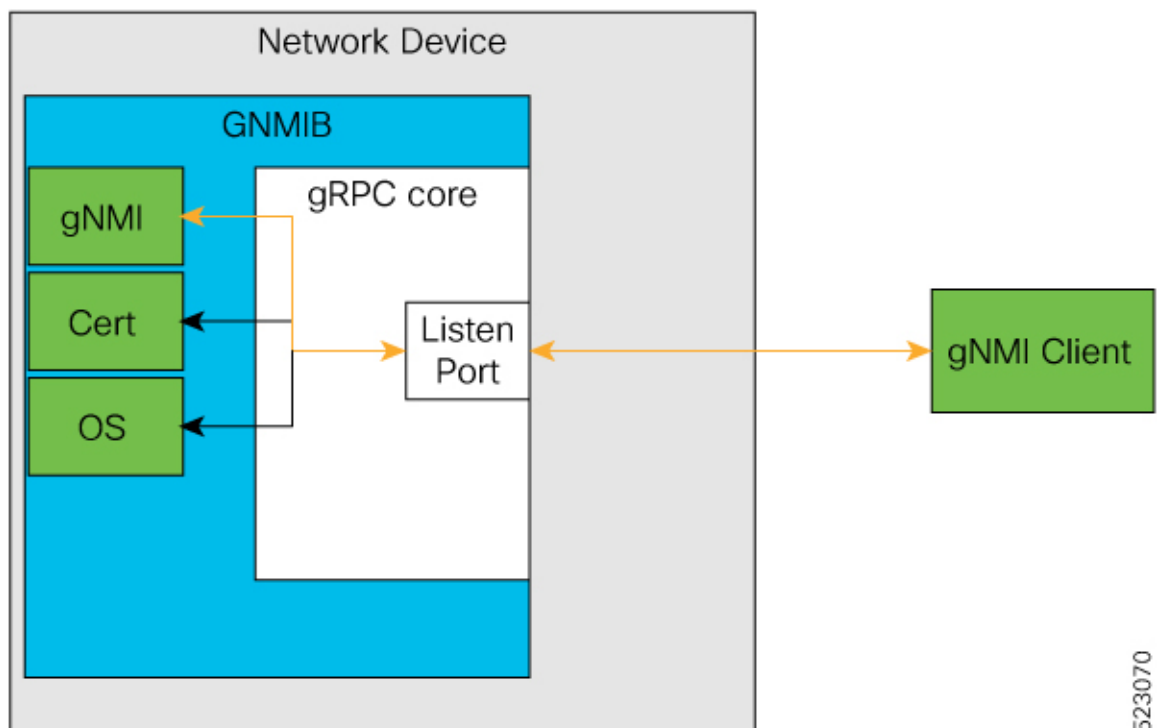 Network Device
GNMIB
gNMI
gRPC core
Cert
Listen
Port
gNMI Client
OS
523070